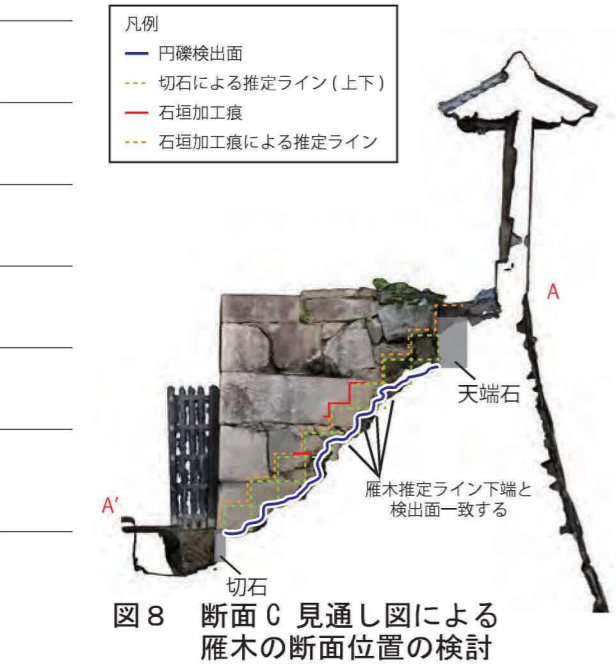 凡例
円礫検出面
切石による推定ライン(上下)
石垣加工痕
石垣加工痕による推定ライン
A
天端石
雁木推定ライン下端と
検出面一致する
A'
切石
図8 断面C 見通し図による
雁木の断面位置の検討